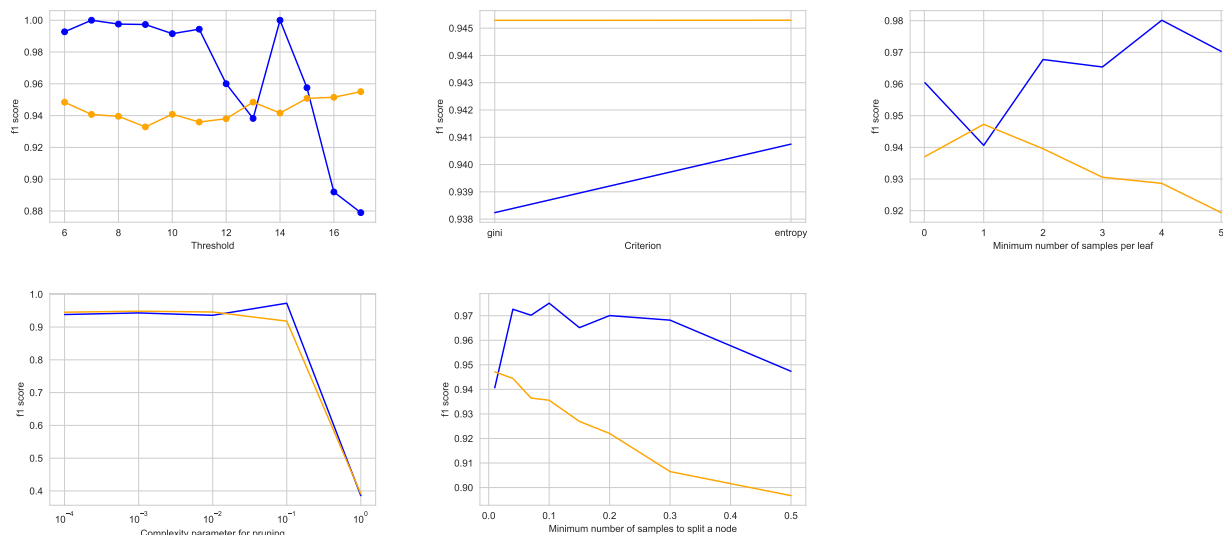 1.00
0.98
0.96
0.94
0.92
0.90
0.88
f1 score
6 8 10 12 14 16
Threshold
0.945
0.944
0.943
0.942
0.941
0.940
0.939
0.938
f1 score
gini entropy
Criterion
0.98
0.97
0.96
0.95
0.94
0.93
0.92
f1 score
0 1 2 3 4 5
Minimum number of samples per leaf
1.0
0.9
0.8
0.7
0.6
0.5
0.4
f1 score
10⁻⁴ 10⁻³ 10⁻² 10⁻¹ 10⁰
Complexity parameter for pruning
0.97
0.96
0.95
0.94
0.93
0.92
0.91
0.90
f1 score
0.0 0.1 0.2 0.3 0.4 0.5
Minimum number of samples to split a node